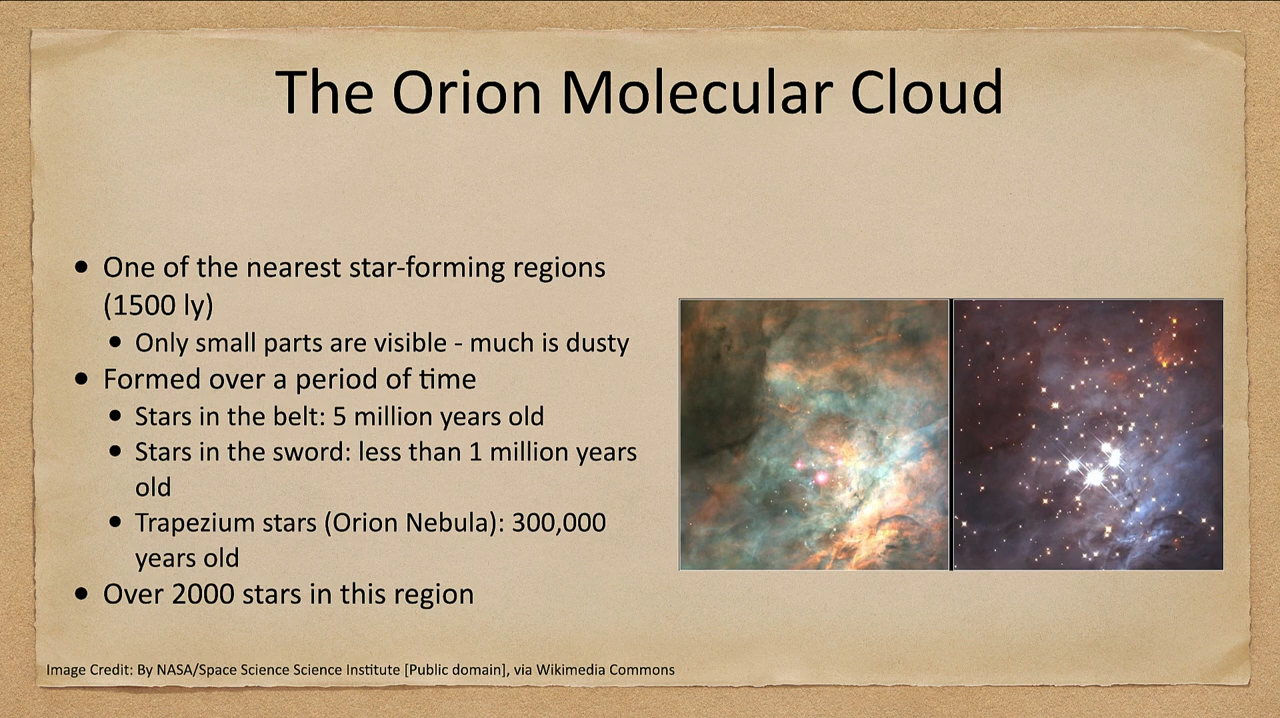 The Orion Molecular Cloud
• One of the nearest star-forming regions
(1500 ly)
• Only small parts are visible - much is dusty
• Formed over a period of time
• Stars in the belt: 5 million years old
• Stars in the sword: less than 1 million years
old
• Trapezium stars (Orion Nebula): 300,000
years old
• Over 2000 stars in this region
Image Credit: By NASA/Space Science Science Institute [Public domain], via Wikimedia Commons